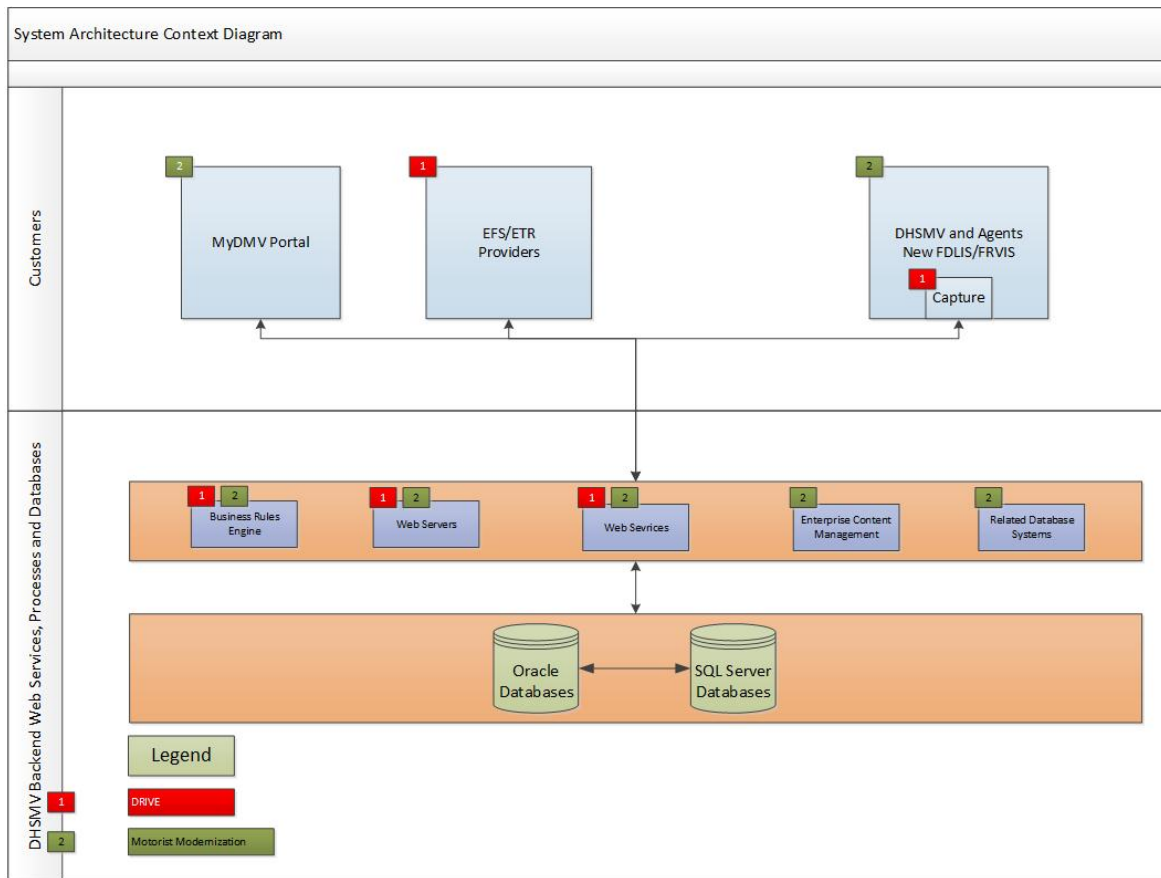 System Architecture Context Diagram
Customers
2
MyDMV Portal
1
EFS/ETR
Providers
2
DHSMV and Agents
New FDLIS/FRVIS
1
Capture
DHSMV Backend Web Services, Processes and Databases
1 2
Business Rules
Engine
1 2
Web Servers
1 2
Web Sevrices
2
Enterprise Content
Management
2
Related Database
Systems
Oracle
Databases
SQL Server
Databases
Legend
1 DRIVE
2 Motorist Modernization